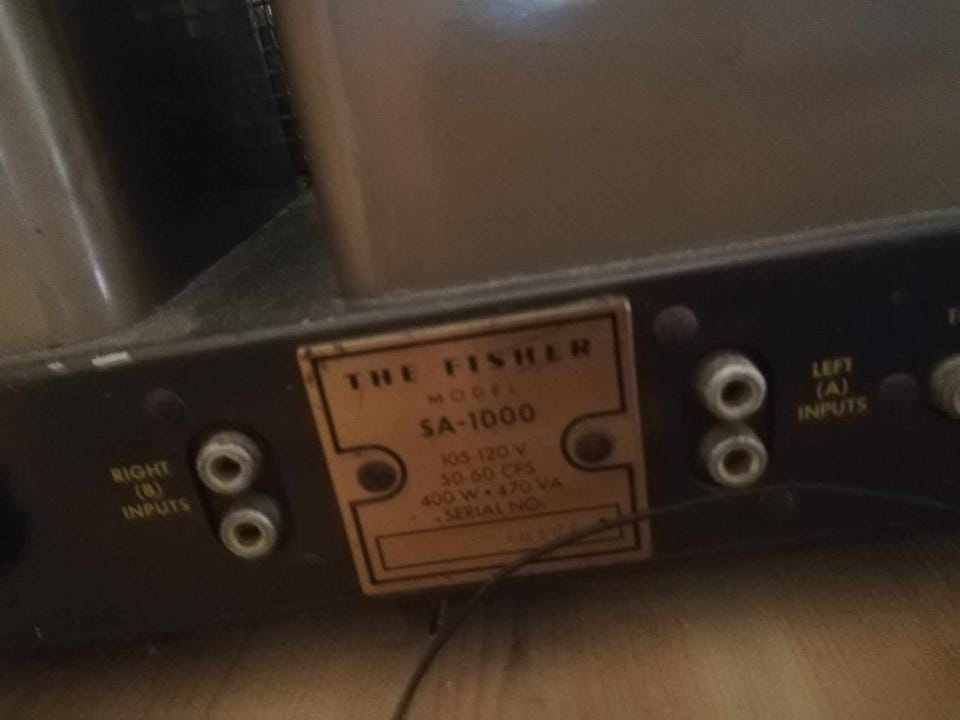 THE FISHER
MODEL
SA-1000
105-120 V
50-60 CPS
400 W • 470 VA
SERIAL NO.
RIGHT
(B)
INPUTS
LEFT
(A)
INPUTS